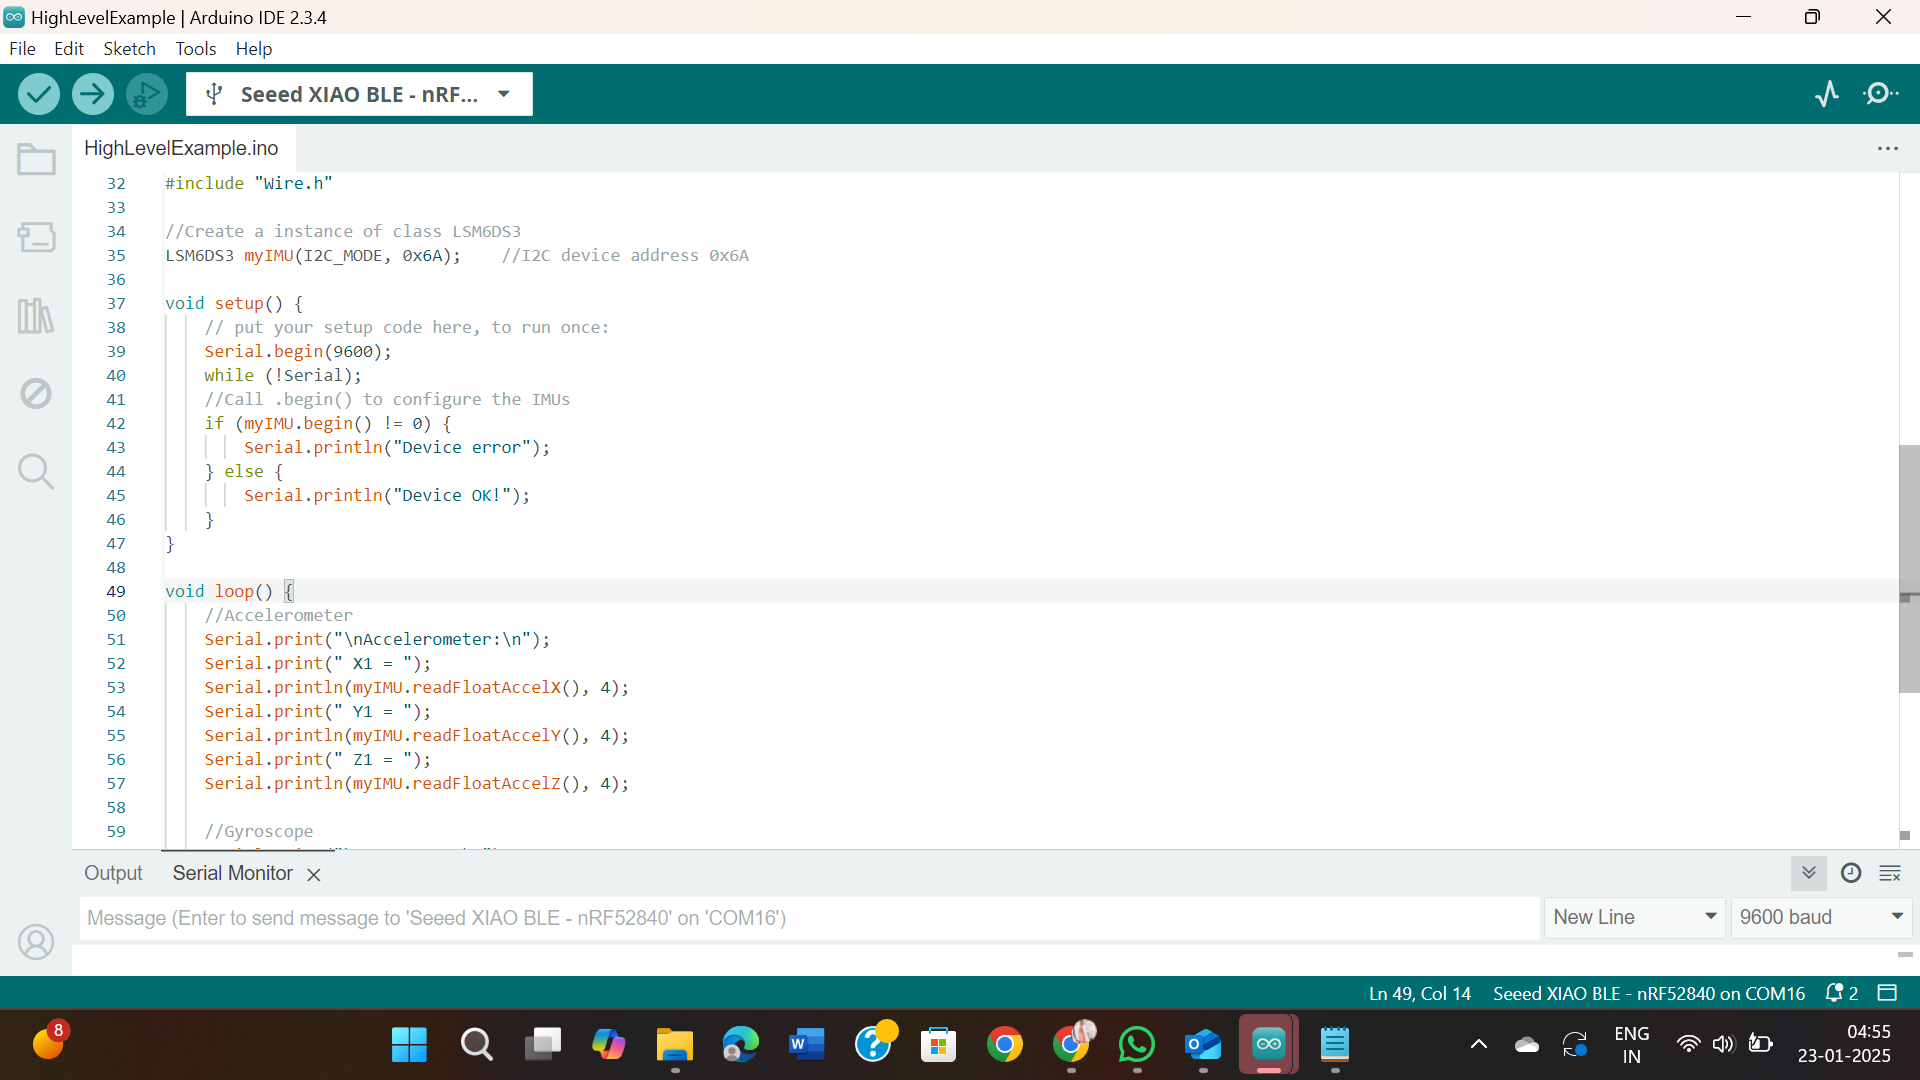 HighLevelExample | Arduino IDE 2.3.4
File Edit Sketch Tools Help
Seeed XIAO BLE - nRF...
HighLevelExample.ino
32 #include "Wire.h"
33
34 //Create a instance of class LSM6DS3
35 LSM6DS3 myIMU(I2C_MODE, 0x6A);    //I2C device address 0x6A
36
37 void setup() {
38     // put your setup code here, to run once:
39     Serial.begin(9600);
40     while (!Serial);
41     //Call .begin() to configure the IMUs
42     if (myIMU.begin() != 0) {
43         Serial.println("Device error");
44     } else {
45         Serial.println("Device OK!");
46     }
47 }
48
49 void loop() {
50     //Accelerometer
51     Serial.print("\nAccelerometer:\n");
52     Serial.print(" X1 = ");
53     Serial.println(myIMU.readFloatAccelX(), 4);
54     Serial.print(" Y1 = ");
55     Serial.println(myIMU.readFloatAccelY(), 4);
56     Serial.print(" Z1 = ");
57     Serial.println(myIMU.readFloatAccelZ(), 4);
58
59     //Gyroscope
Output Serial Monitor
Message (Enter to send message to 'Seeed XIAO BLE - nRF52840' on 'COM16')
New Line
9600 baud
Ln 49, Col 14 Seeed XIAO BLE - nRF52840 on COM16 2
8
ENG
IN
04:55
23-01-2025